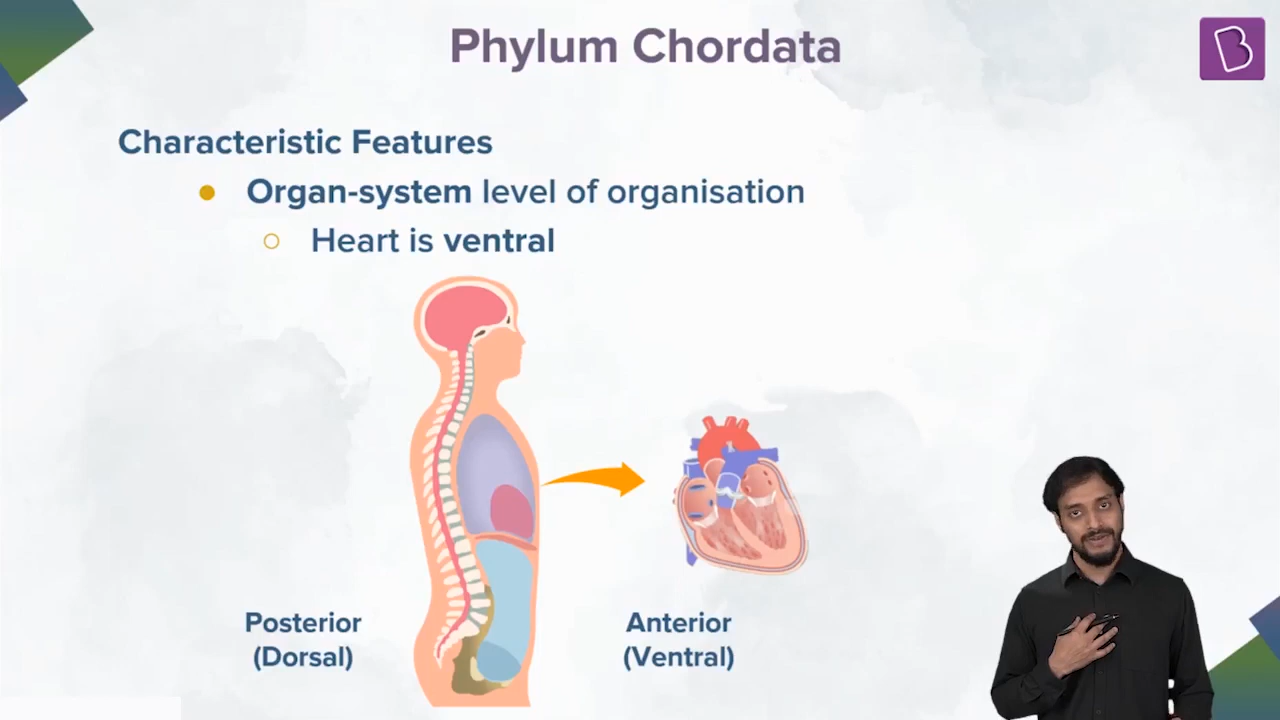 Phylum Chordata
B
Characteristic Features
Organ-system level of organisation
Heart is ventral
Posterior
(Dorsal)
Anterior
(Ventral)